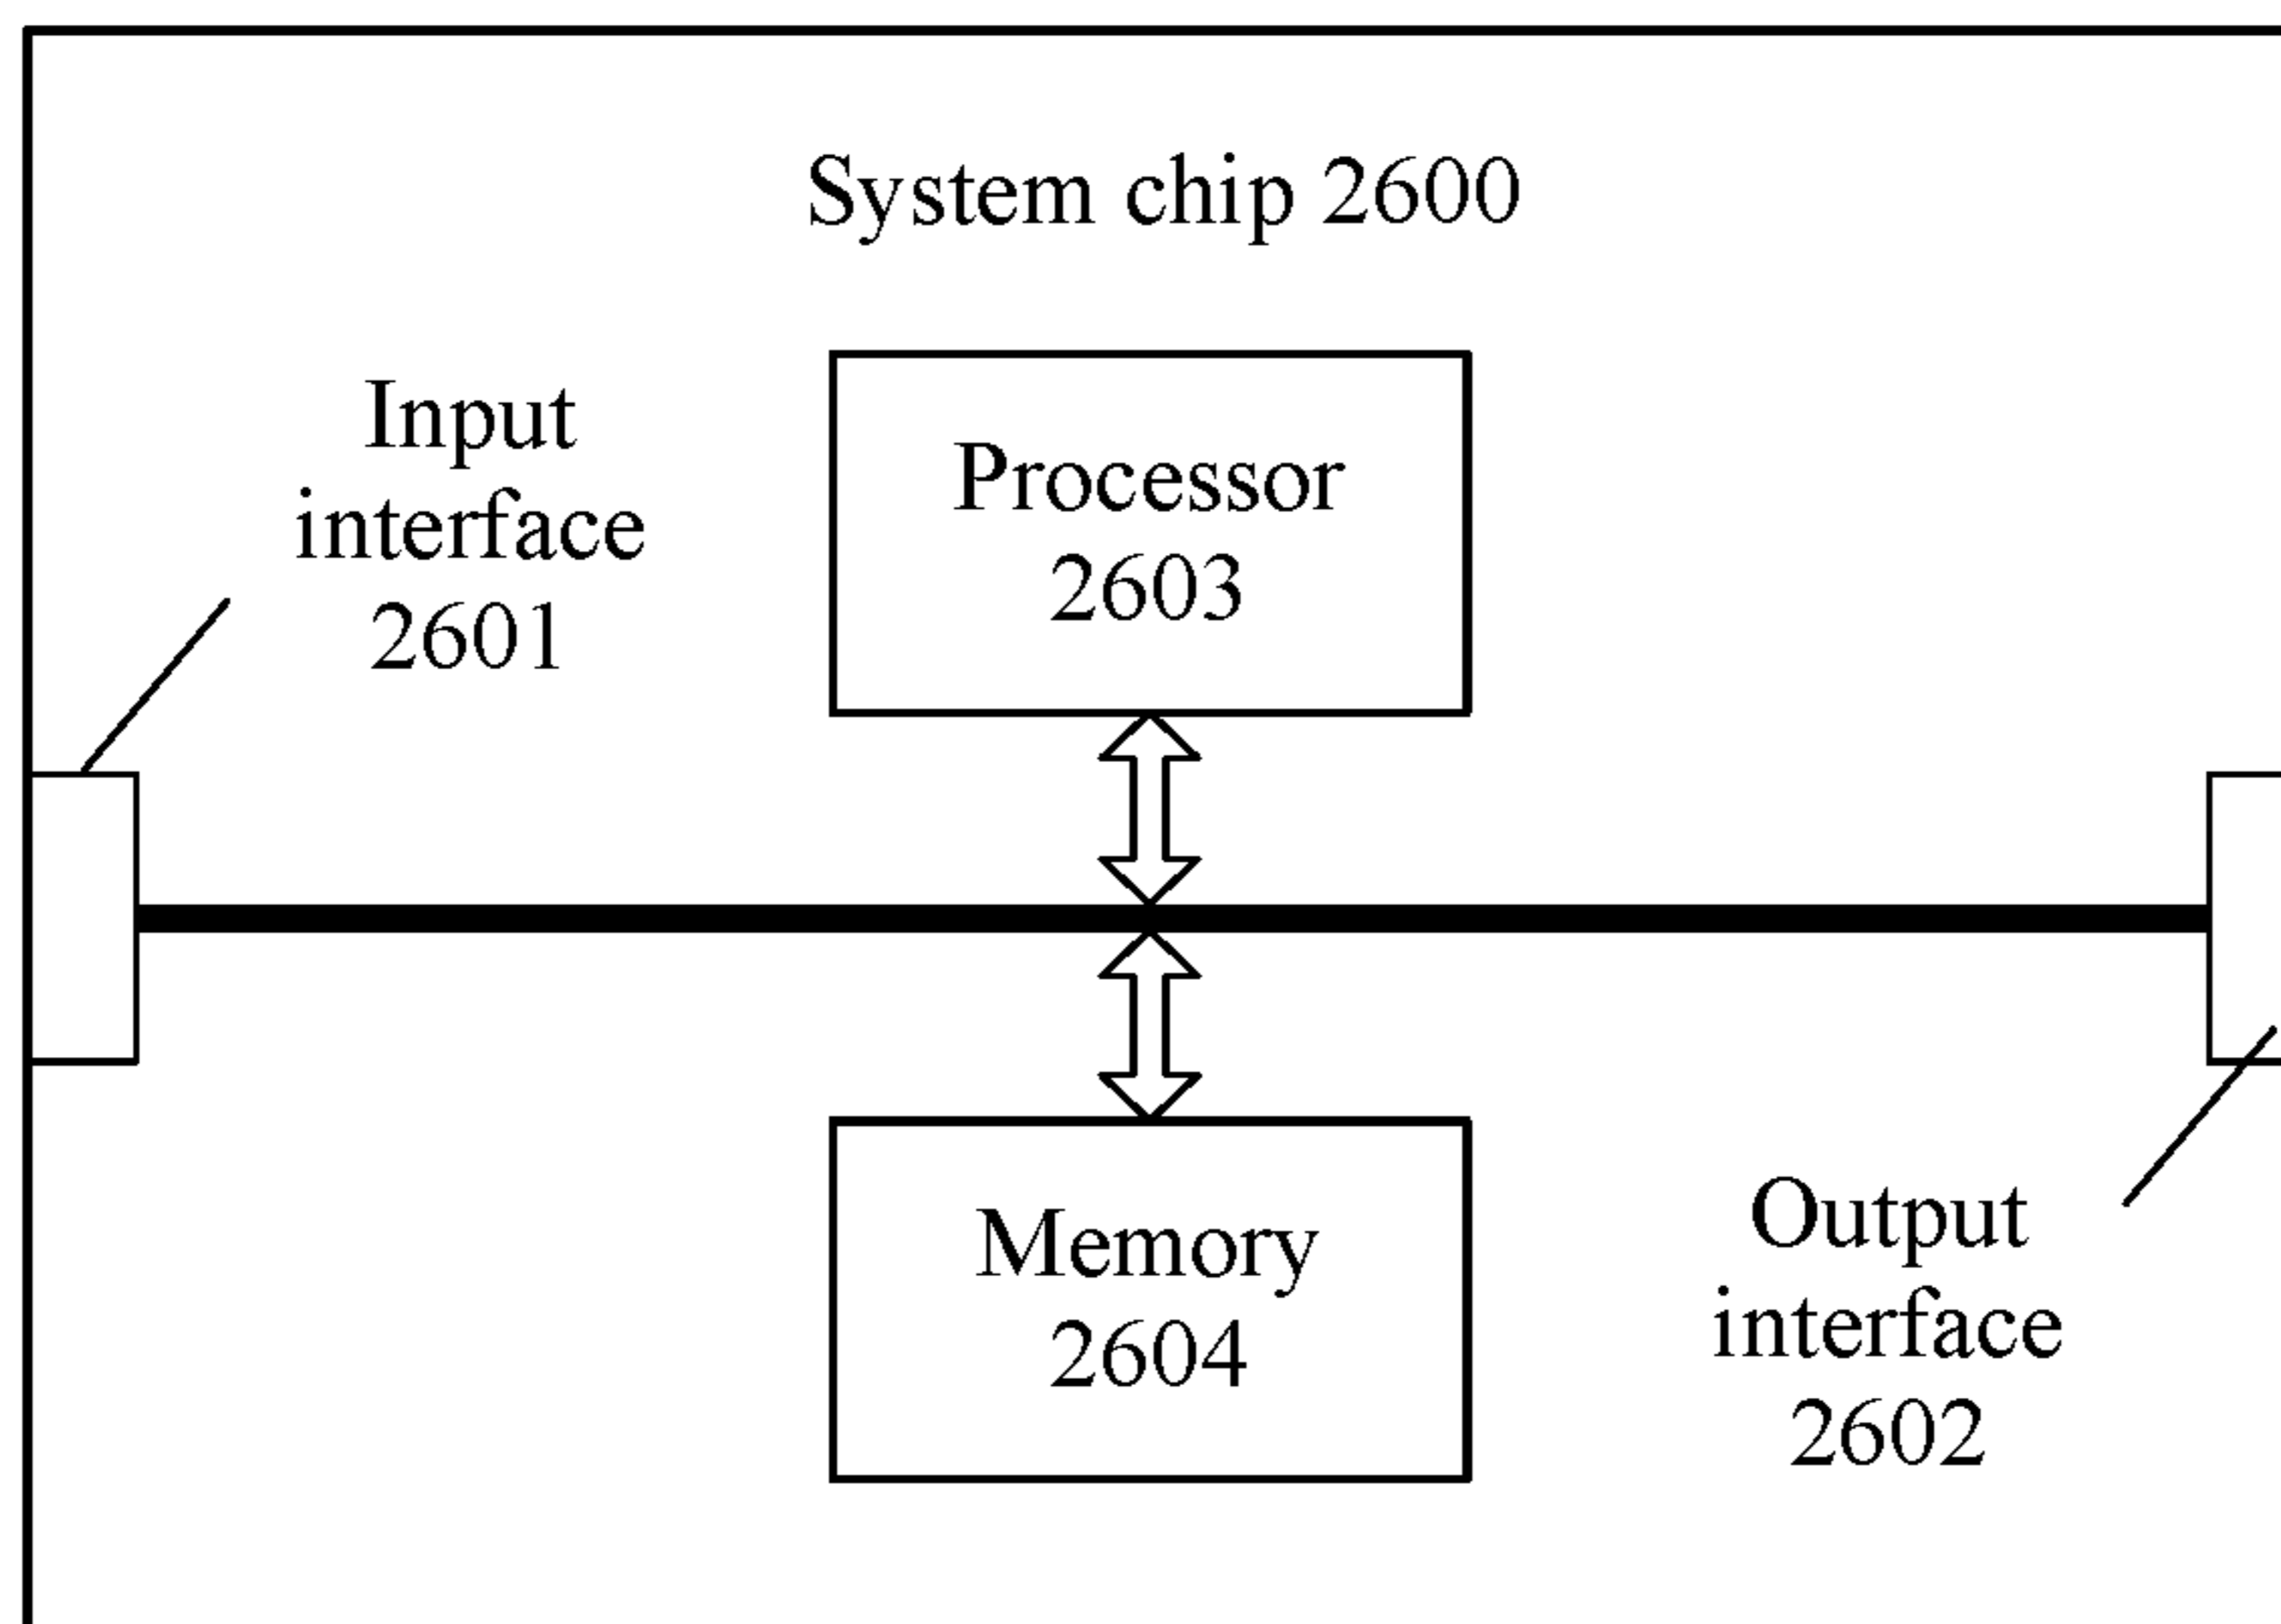 System chip 2600
Input
interface
2601
Processor
2603
Memory
2604
Output
interface
2602